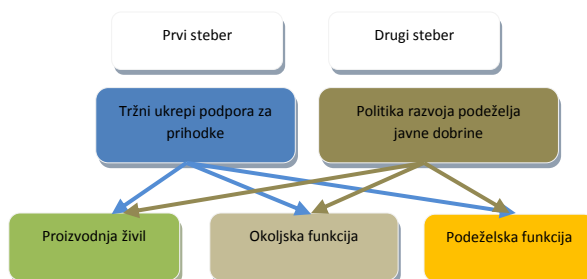 Prvi steber
Drugi steber
Tržni ukrepi podpora za
prihodke
Politika razvoja podeželja
javne dobrine
Proizvodnja živil
Okoljska funkcija
Podeželska funkcija